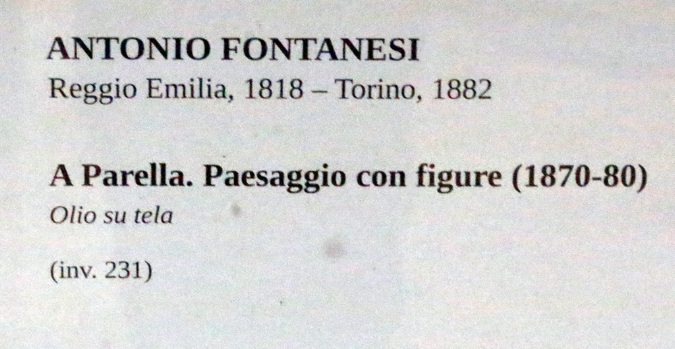 ANTONIO FONTANESI
Reggio Emilia, 1818 – Torino, 1882
A Parella. Paesaggio con figure (1870-80)
Olio su tela
(inv. 231)